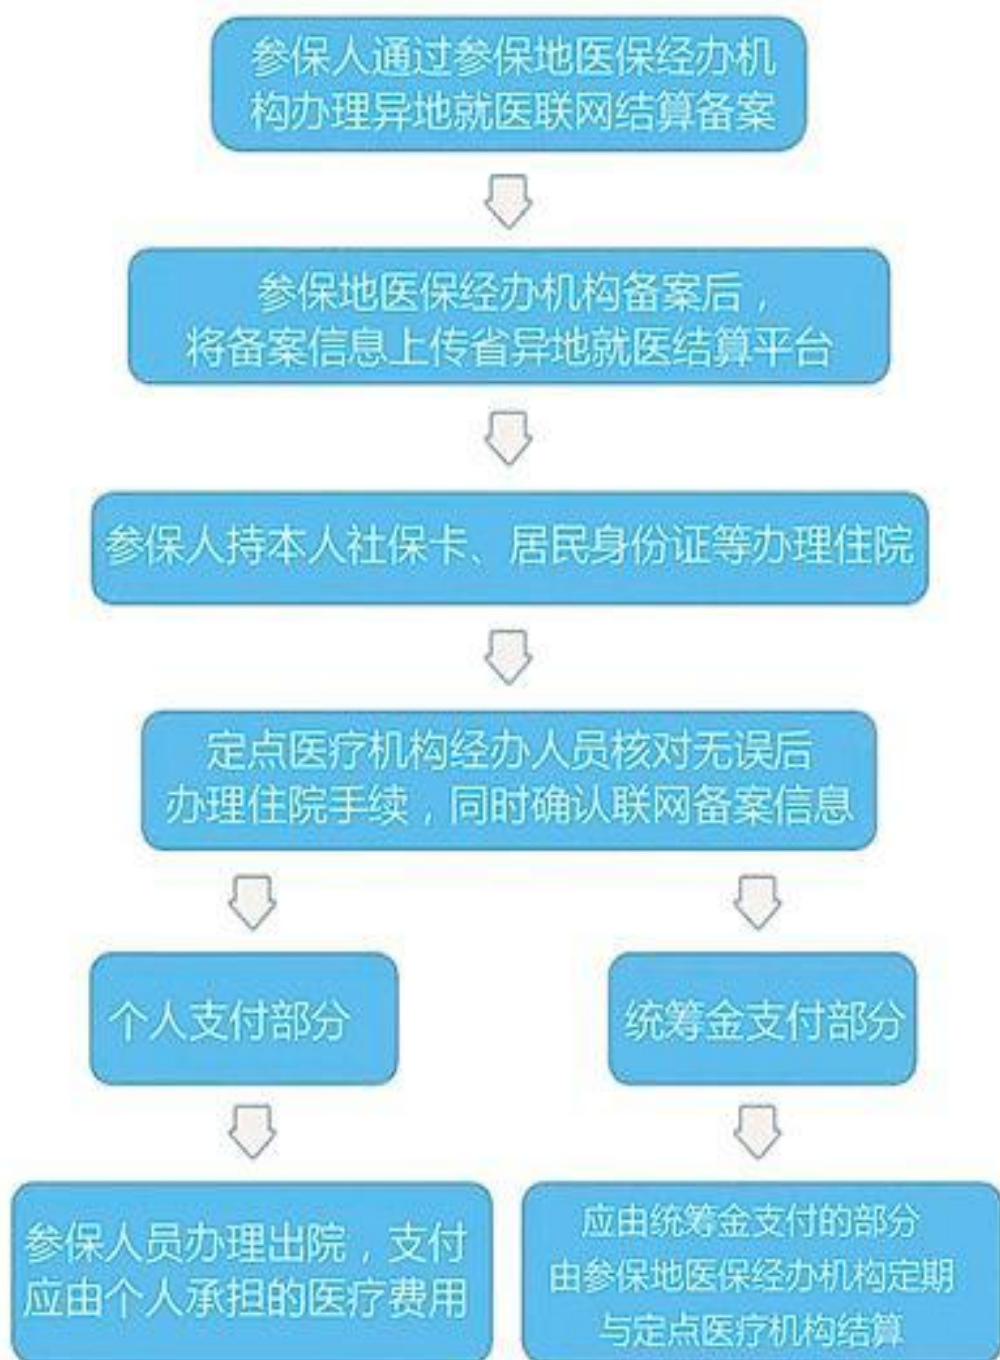 参保人通过参保地医保经办机
构办理异地就医联网结算备案
参保地医保经办机构备案后，
将备案信息上传省异地就医结算平台
参保人持本人社保卡、居民身份证等办理住院
定点医疗机构经办人员核对无误后
办理住院手续，同时确认联网备案信息
个人支付部分
统筹金支付部分
参保人员办理出院，支付
应由个人承担的医疗费用
应由统筹金支付的部分
由参保地医保经办机构定期
与定点医疗机构结算